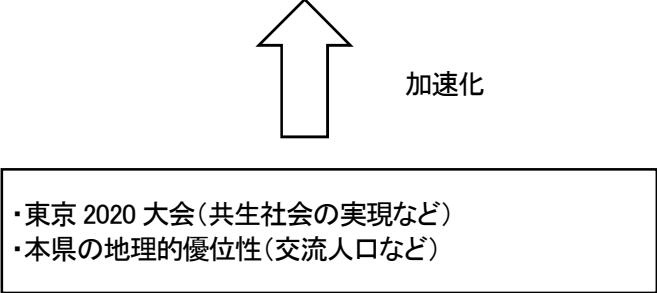 加速化
・東京 2020 大会（共生社会の実現など）
・本県の地理的優位性（交流人口など）